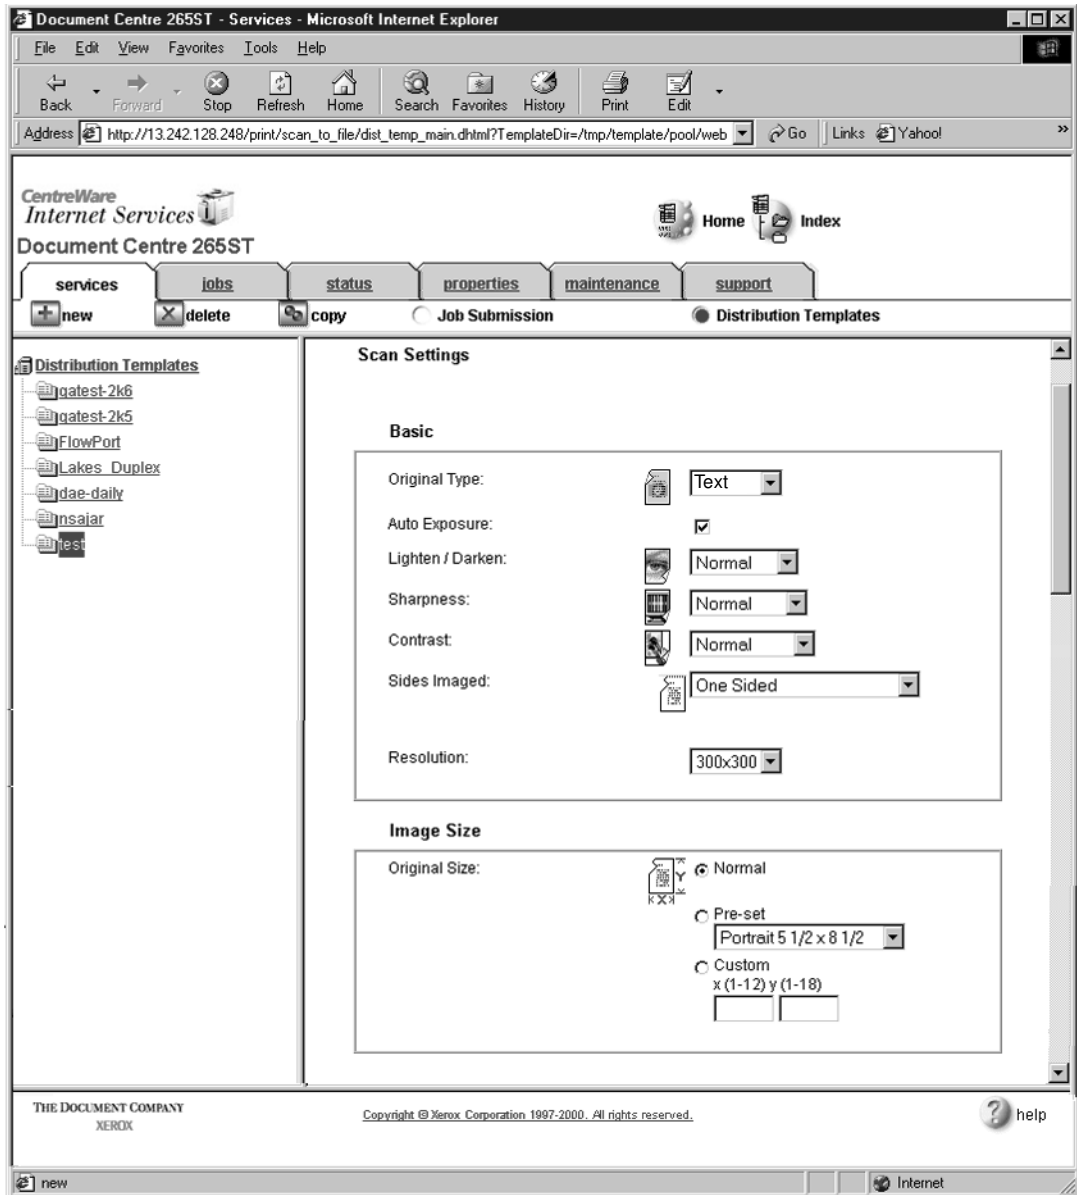 Document Centre 265ST - Services - Microsoft Internet Explorer
File Edit View Favorites Tools Help
Back Forward Stop Refresh Home Search Favorites History Print Edit
Address http://13.242.128.248/print/scan_to_file/dist_temp_main.dhtml?TemplateDir=/tmp/template/pool/web Go Links Yahoo! »
CentreWare
Internet Services
Home Index
Document Centre 265ST
services jobs status properties maintenance support
new delete copy Job Submission Distribution Templates
Distribution Templates
qatest-2k6
qatest-2k5
FlowPort
Lakes_Duplex
dae-daily
nsajar
test
Scan Settings
Basic
Original Type: Text
Auto Exposure:
Lighten / Darken: Normal
Sharpness: Normal
Contrast: Normal
Sides Imaged: One Sided
Resolution: 300x300
Image Size
Original Size: Normal
Pre-set
Portrait 5 1/2 x 8 1/2
Custom
x (1-12) y (1-18)
THE DOCUMENT COMPANY
XEROX
Copyright © Xerox Corporation 1997-2000. All rights reserved.
help
new Internet